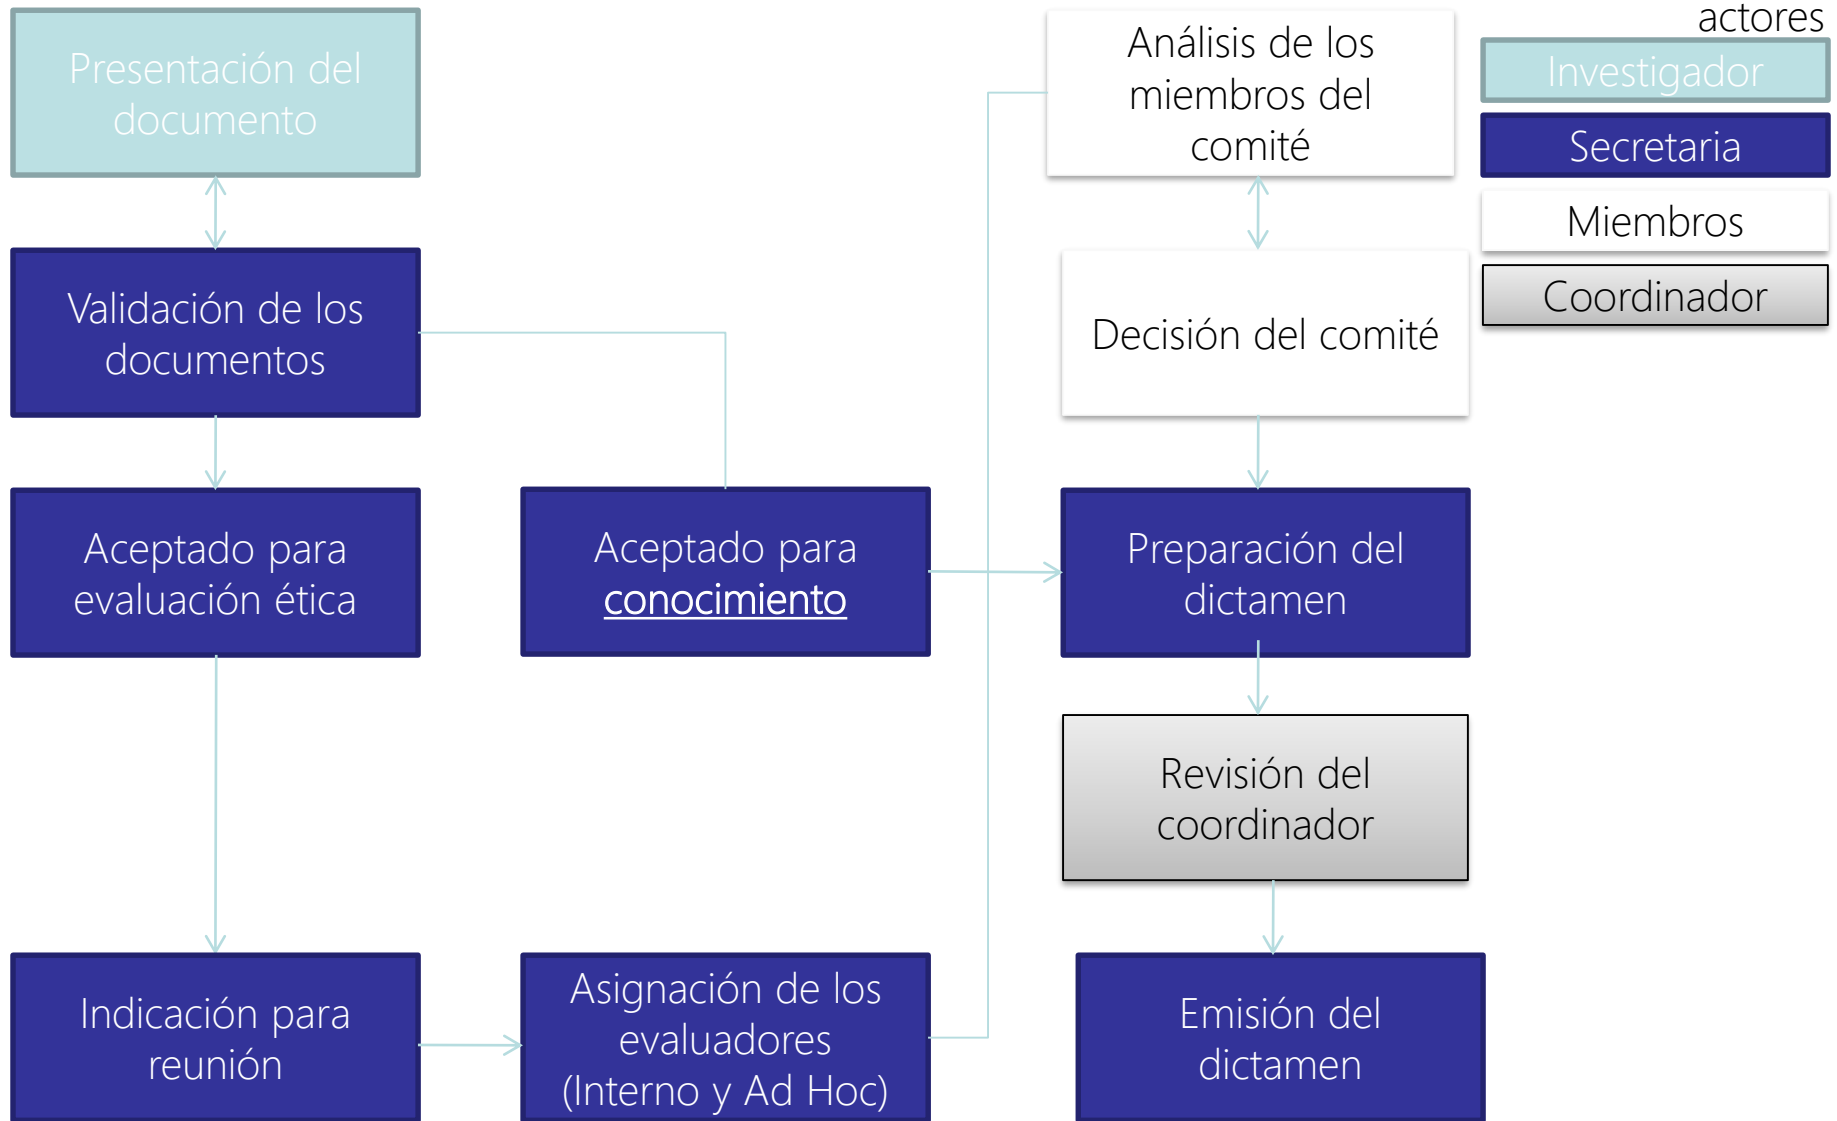 Presentación del
documento
Validación de los
documentos
Aceptado para
evaluación ética
Indicación para
reunión
Aceptado para
conocimiento
Asignación de los
evaluadores
(Interno y Ad Hoc)
Análisis de los
miembros del
comité
Decisión del comité
Preparación del
dictamen
Revisión del
coordinador
Emisión del
dictamen
actores
Investigador
Secretaria
Miembros
Coordinador